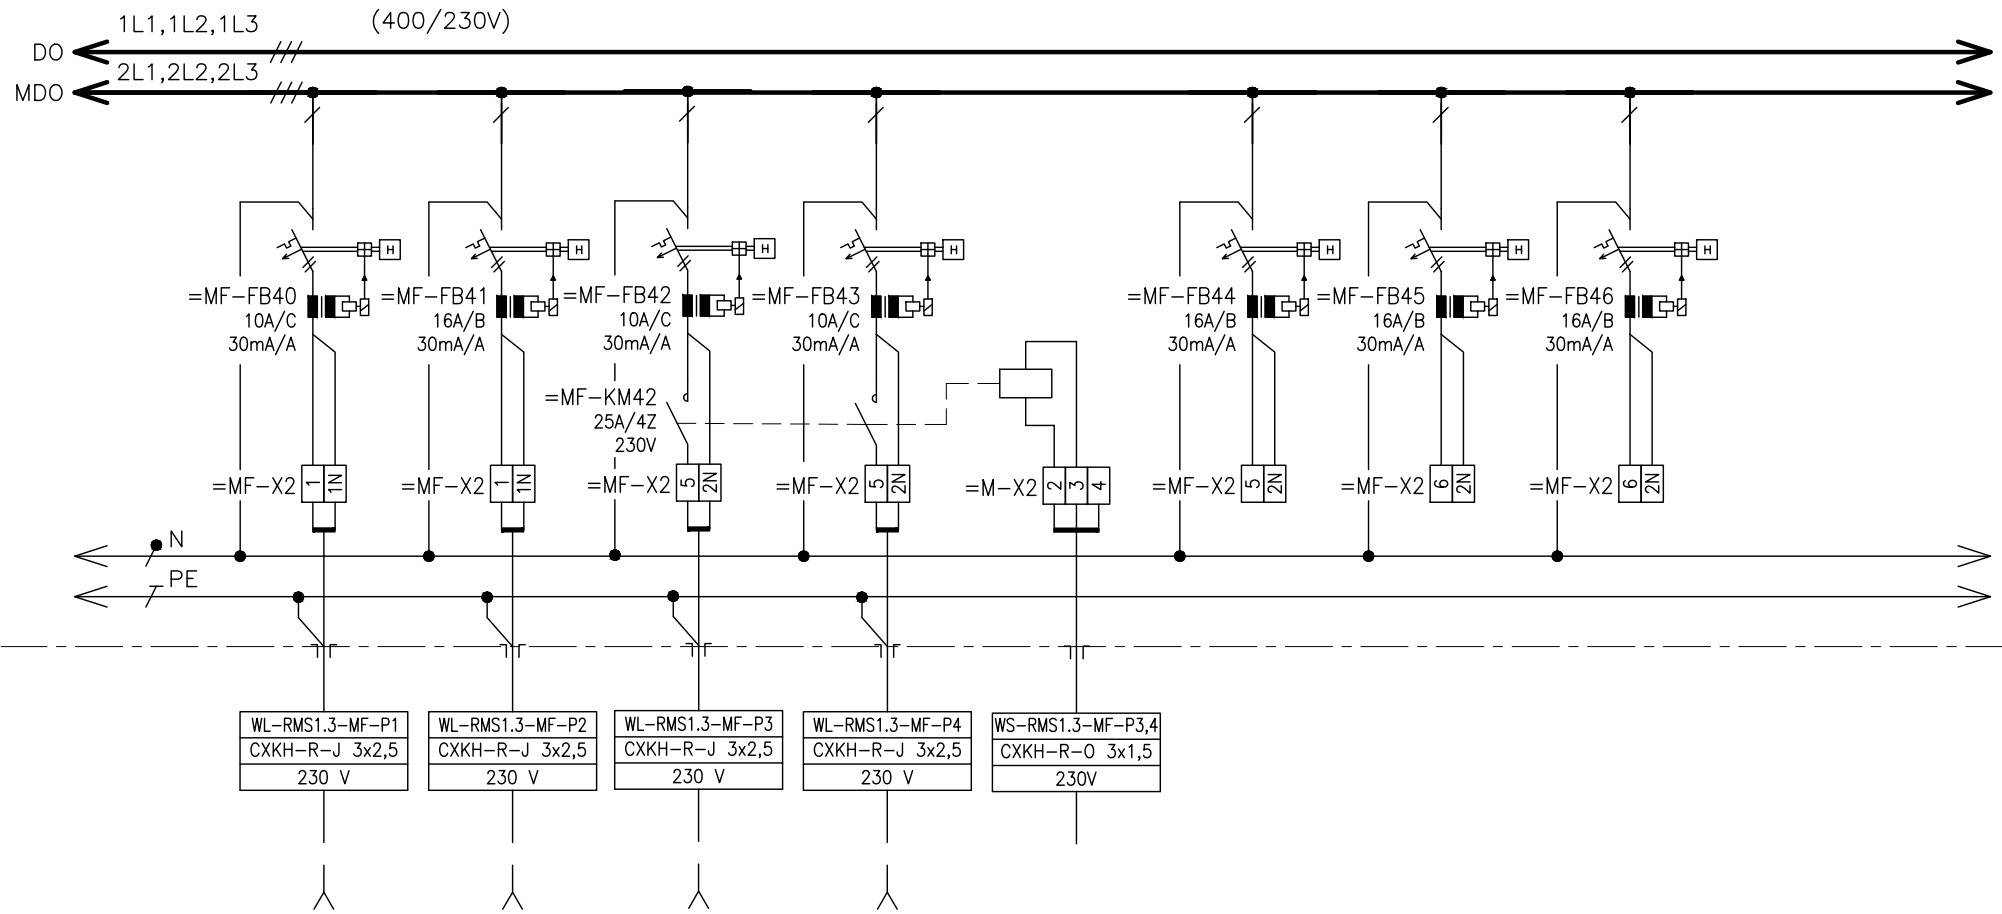 1L1,1L2,1L3 (400/230V)
DO
2L1,2L2,2L3
MDO
H H H H H H H
=MF-FB40 =MF-FB41 =MF-FB42 =MF-FB43 =MF-FB44 =MF-FB45 =MF-FB46
10A/C 16A/B 10A/C 10A/C 16A/B 16A/B 16A/B
30mA/A 30mA/A 30mA/A 30mA/A 30mA/A 30mA/A 30mA/A
=MF-KM42
25A/4Z
230V
=MF-X2 1 1N =MF-X2 1 1N =MF-X2 5 2N =MF-X2 5 2N =M-X2 2 3 4 =MF-X2 5 2N =MF-X2 6 2N =MF-X2 6 2N
N
PE
WL-RMS1.3-MF-P1 WL-RMS1.3-MF-P2 WL-RMS1.3-MF-P3 WL-RMS1.3-MF-P4 WS-RMS1.3-MF-P3,4
CXKH-R-J 3x2,5 CXKH-R-J 3x2,5 CXKH-R-J 3x2,5 CXKH-R-J 3x2,5 CXKH-R-O 3x1,5
230 V 230 V 230 V 230 V 230V